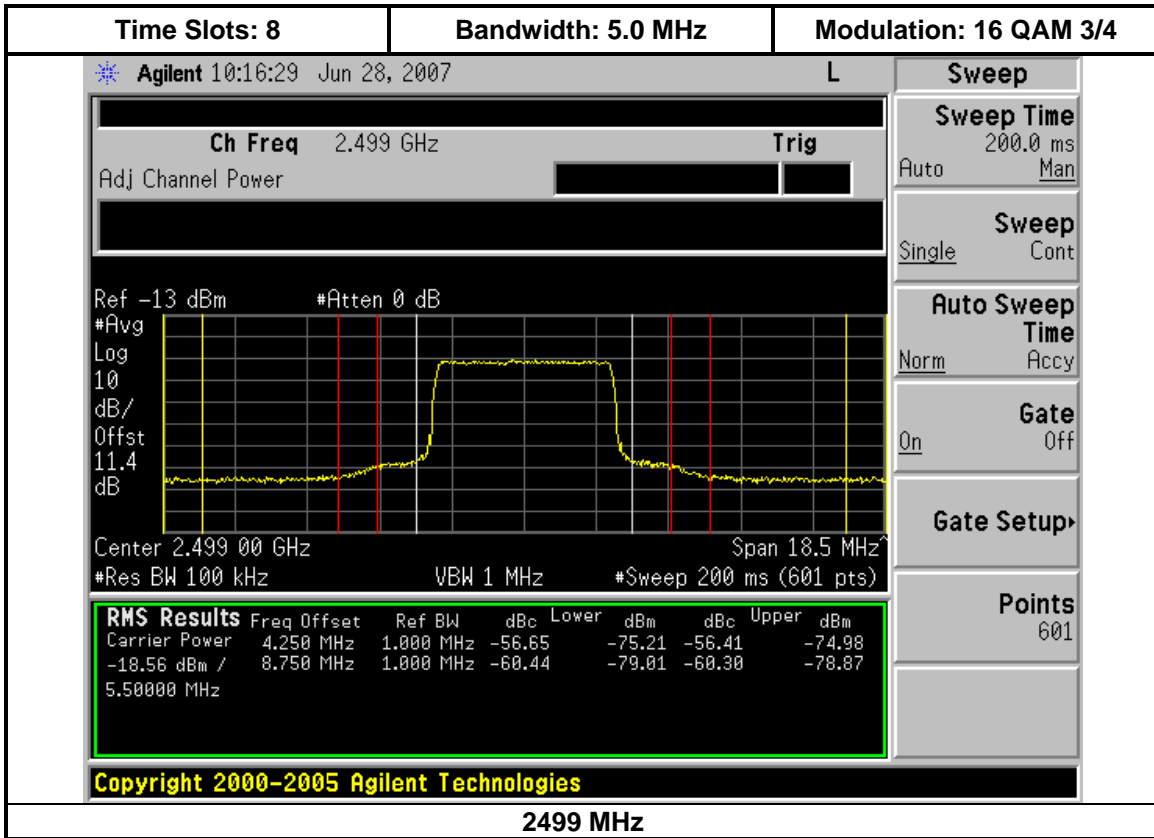 Time Slots: 8 Bandwidth: 5.0 MHz Modulation: 16 QAM 3/4
Agilent 10:16:29 Jun 28, 2007 L
Sweep
Ch Freq 2.499 GHz Trig
Adj Channel Power
Sweep Time
200.0 ms
Auto Man
Sweep
Single Cont
Auto Sweep
Time
Norm Accy
Gate
On Off
Gate Setup
Points
601
Ref -13 dBm #Atten 0 dB
#Avg
Log
10
dB/
Offst
11.4
dB
Center 2.499 00 GHz Span 18.5 MHz^
#Res BW 100 kHz VBW 1 MHz #Sweep 200 ms (601 pts)
RMS Results Freq Offset Ref BW dBc Lower dBm dBc Upper dBm
Carrier Power 4.250 MHz 1.000 MHz -56.65 -75.21 -56.41 -74.98
-18.56 dBm / 8.750 MHz 1.000 MHz -60.44 -79.01 -60.30 -78.87
5.50000 MHz
Copyright 2000-2005 Agilent Technologies
2499 MHz